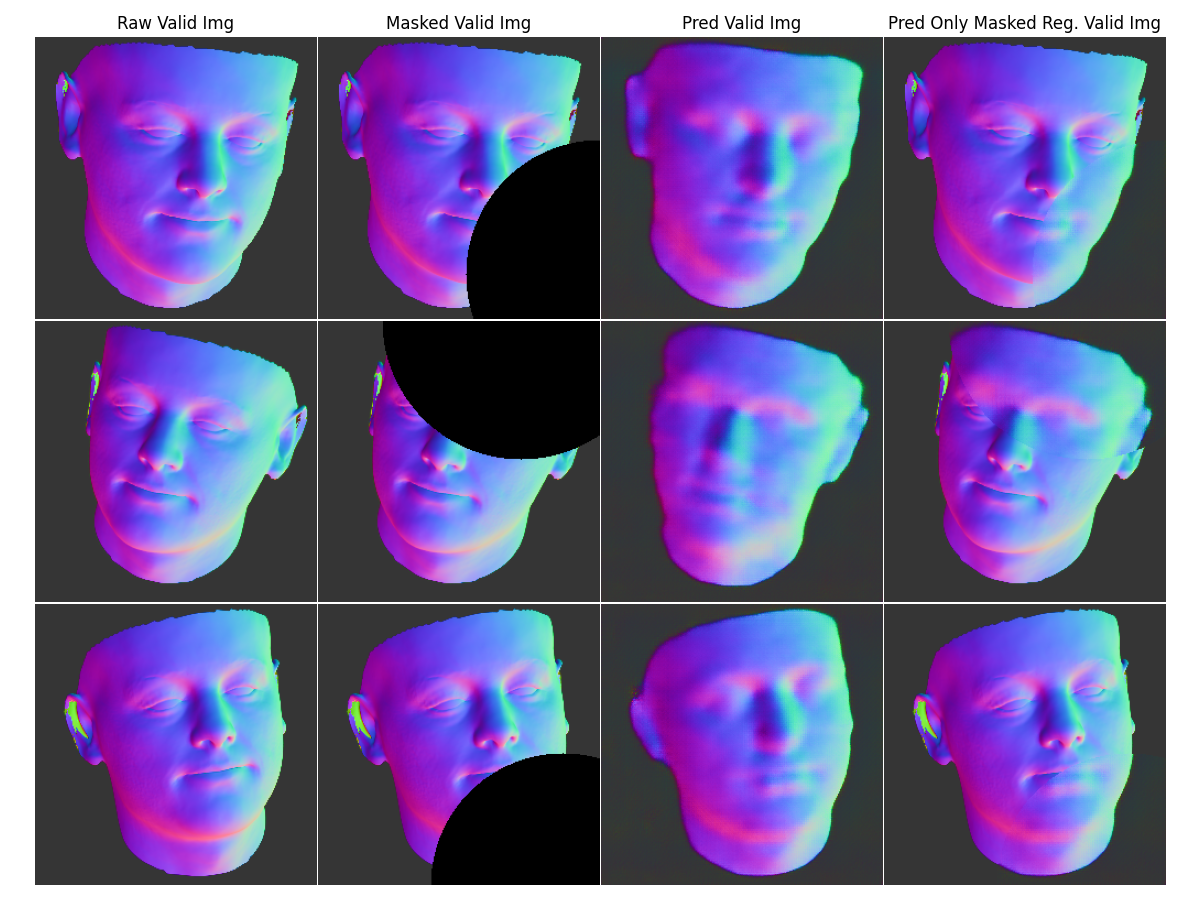 Raw Valid Img
Masked Valid Img
Pred Valid Img
Pred Only Masked Reg. Valid Img